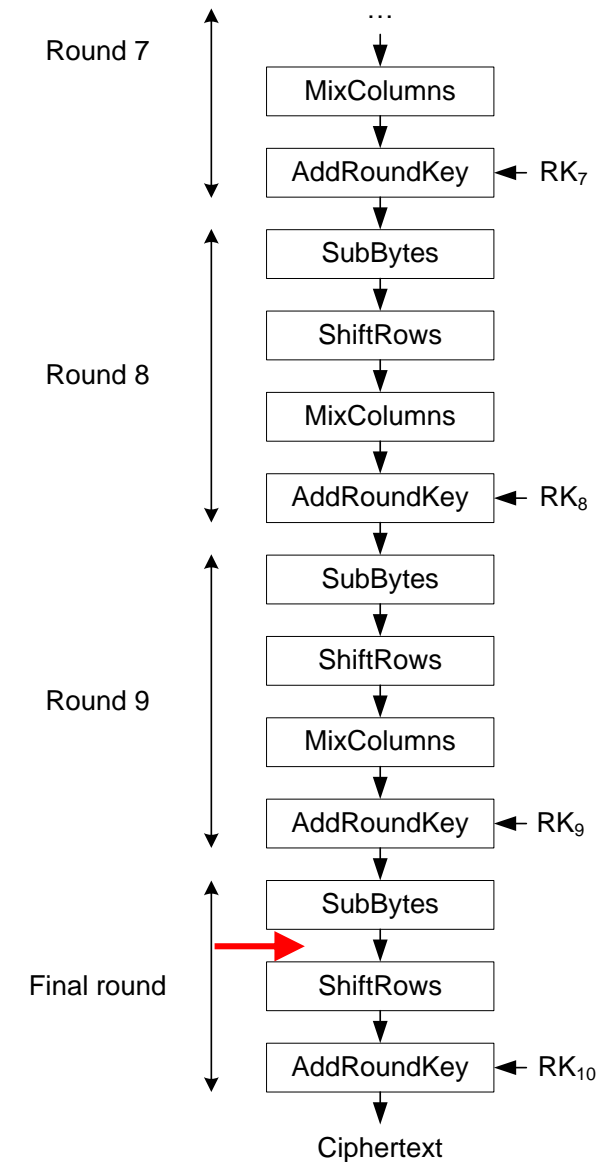 …
Round 7
MixColumns
AddRoundKey
RK₇
SubBytes
ShiftRows
Round 8
MixColumns
AddRoundKey
RK₈
SubBytes
ShiftRows
Round 9
MixColumns
AddRoundKey
RK₉
SubBytes
Final round
ShiftRows
AddRoundKey
RK₁₀
Ciphertext